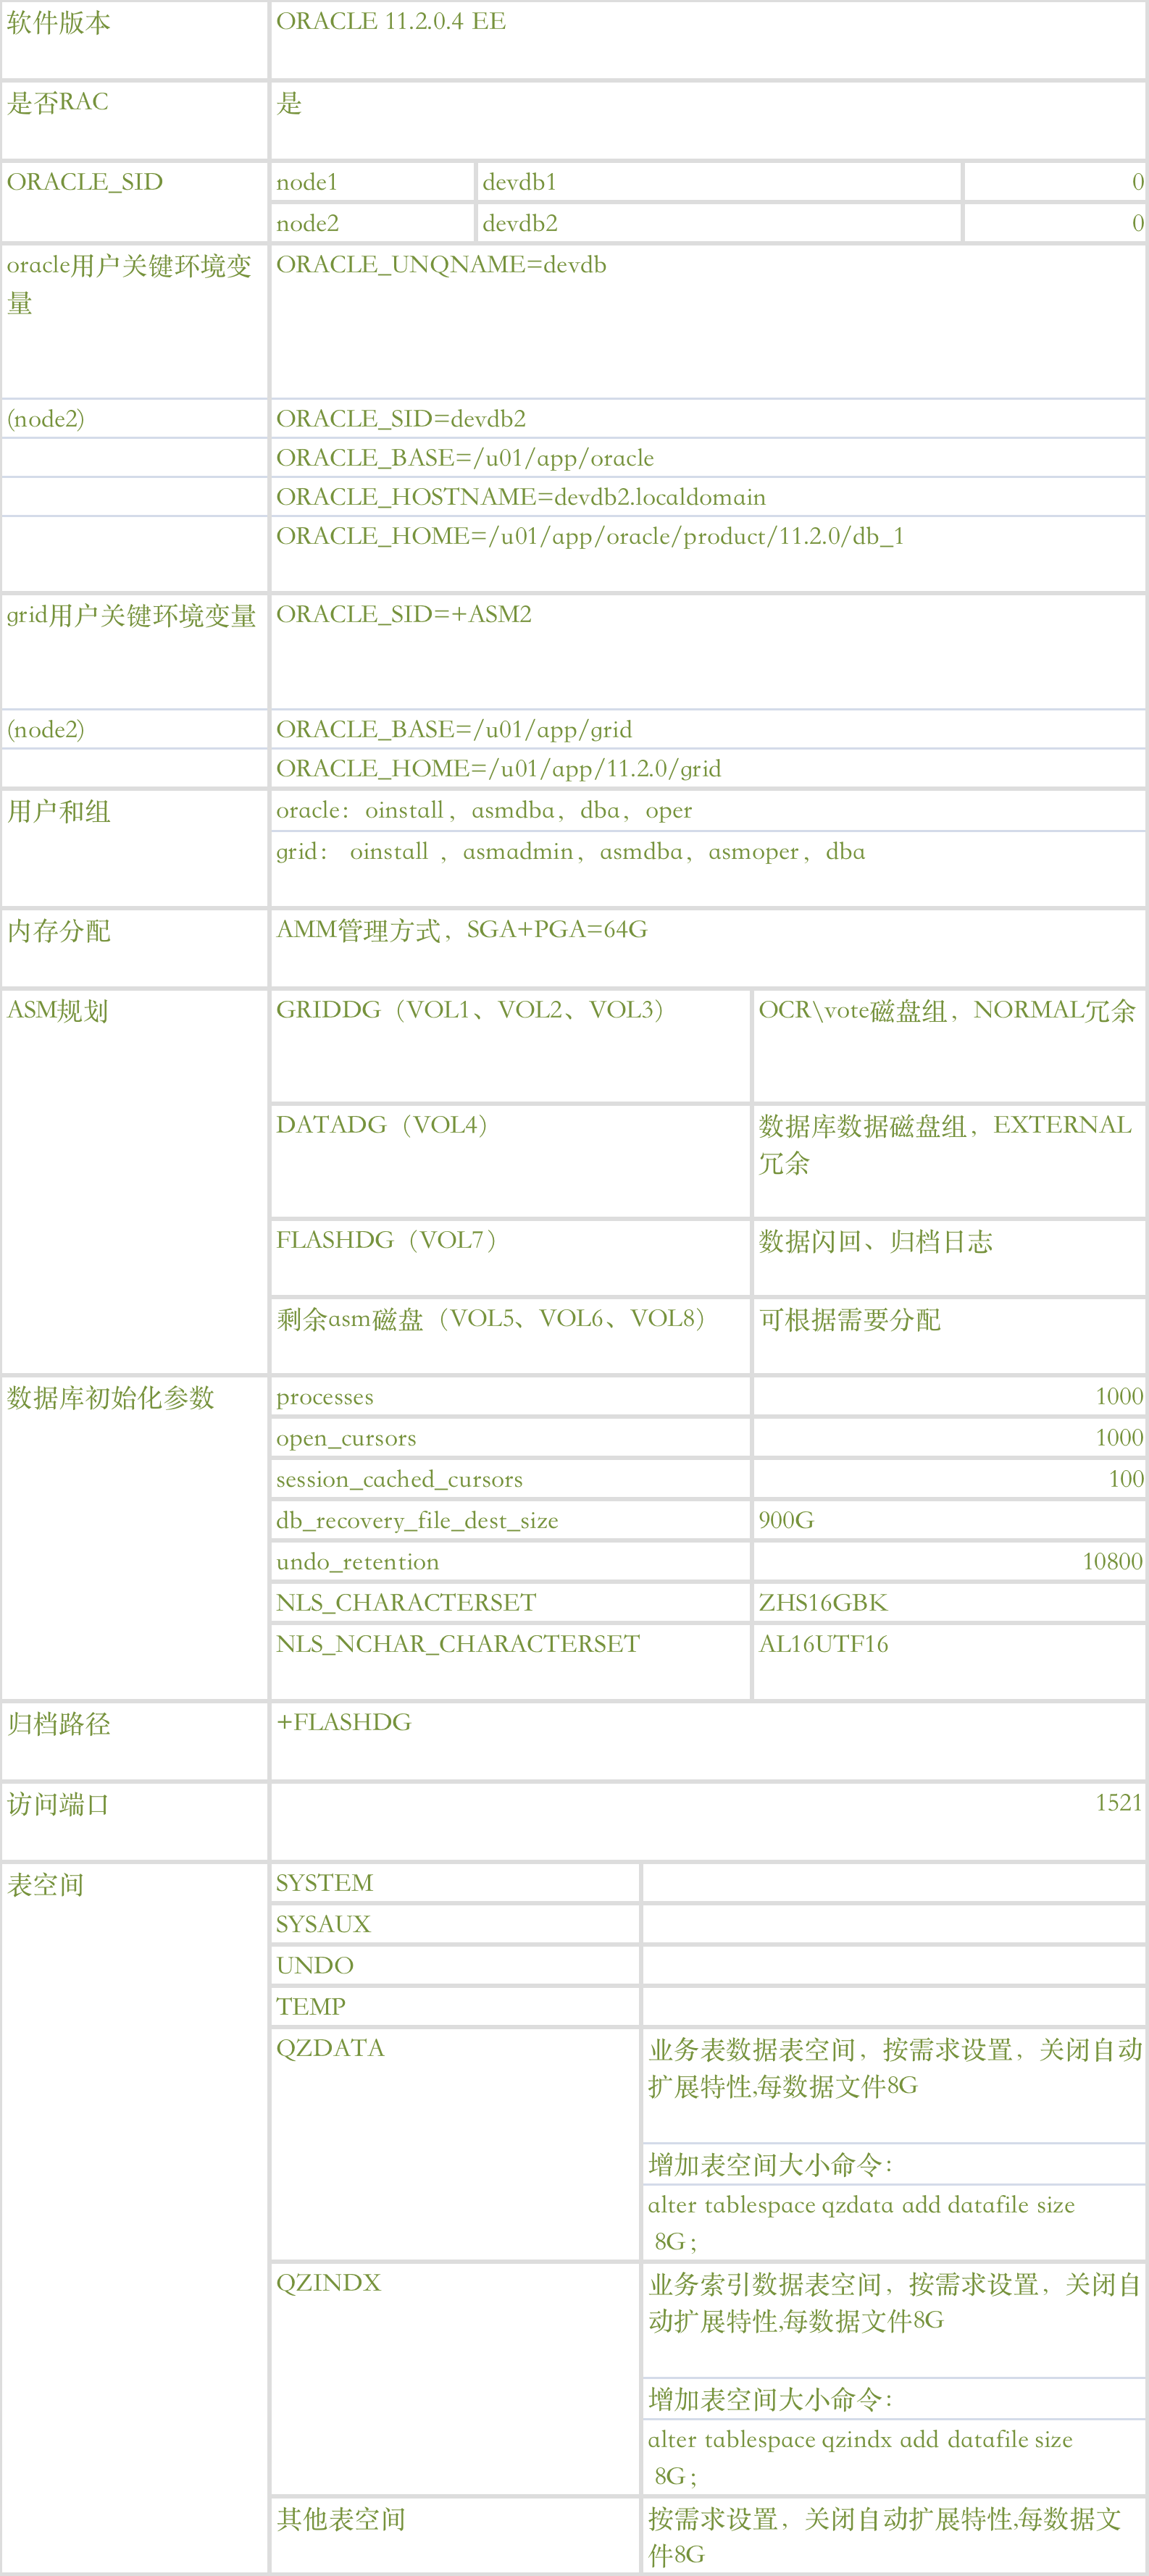 软件版本 ORACLE 11.2.0.4 EE
是否RAC 是
ORACLE_SID node1 devdb1 0
node2 devdb2 0
oracle用户关键环境变 ORACLE_UNQNAME=devdb
量
(node2) ORACLE_SID=devdb2
ORACLE_BASE=/u01/app/oracle
ORACLE_HOSTNAME=devdb2.localdomain
ORACLE_HOME=/u01/app/oracle/product/11.2.0/db_1
grid用户关键环境变量 ORACLE_SID=+ASM2
(node2) ORACLE_BASE=/u01/app/grid
ORACLE_HOME=/u01/app/11.2.0/grid
用户和组 oracle：oinstall，asmdba，dba，oper
grid： oinstall ，asmadmin，asmdba，asmoper，dba
内存分配 AMM管理方式，SGA+PGA=64G
ASM规划 GRIDDG（VOL1、VOL2、VOL3） OCR\vote磁盘组，NORMAL冗余
DATADG（VOL4） 数据库数据磁盘组，EXTERNAL
冗余
FLASHDG（VOL7） 数据闪回、归档日志
剩余asm磁盘（VOL5、VOL6、VOL8） 可根据需要分配
数据库初始化参数 processes 1000
open_cursors 1000
session_cached_cursors 100
db_recovery_file_dest_size 900G
undo_retention 10800
NLS_CHARACTERSET ZHS16GBK
NLS_NCHAR_CHARACTERSET AL16UTF16
归档路径 +FLASHDG
访问端口 1521
表空间 SYSTEM
SYSAUX
UNDO
TEMP
QZDATA 业务表数据表空间，按需求设置，关闭自动
扩展特性,每数据文件8G
增加表空间大小命令：
alter tablespace qzdata add datafile size
8G；
QZINDX 业务索引数据表空间，按需求设置，关闭自
动扩展特性,每数据文件8G
增加表空间大小命令：
alter tablespace qzindx add datafile size
8G；
其他表空间 按需求设置，关闭自动扩展特性,每数据文
件8G